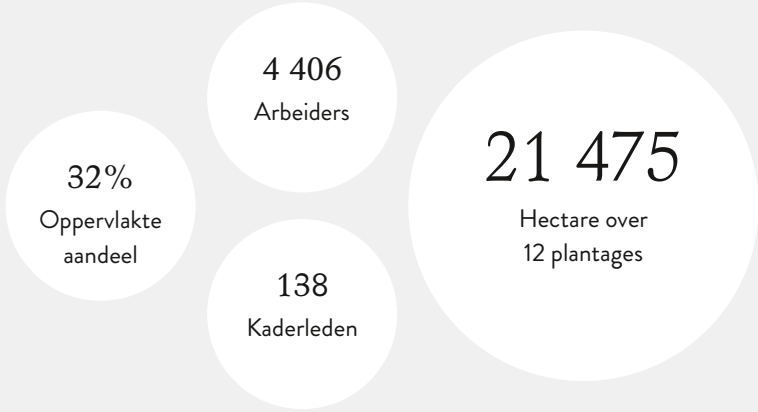 32%
Oppervlakte
aandeel
4 406
Arbeiders
138
Kaderleden
21 475
Hectare over
12 plantages